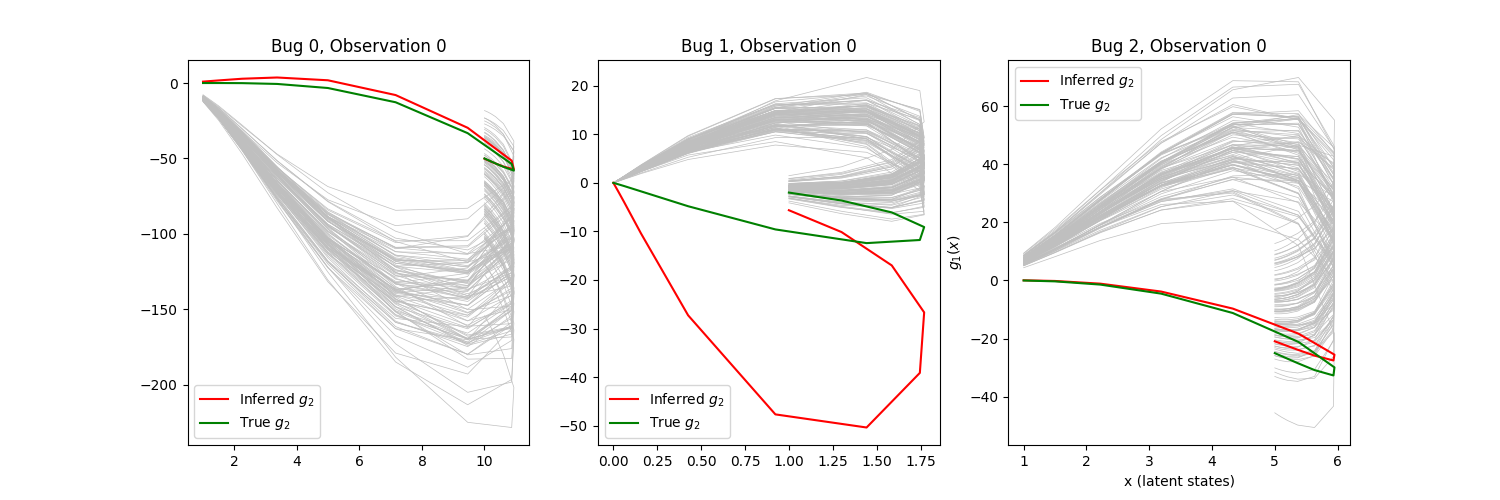 Bug 0, Observation 0
0
−50
−100
−150
−200
2 4 6 8 10
Inferred g₂
True g₂
Bug 1, Observation 0
20
10
0
−10
−20
−30
−40
−50
0.00 0.25 0.50 0.75 1.00 1.25 1.50 1.75
Inferred g₂
True g₂
Bug 2, Observation 0
Inferred g₂
True g₂
g₁(x)
60
40
20
0
−20
−40
1 2 3 4 5 6
x (latent states)